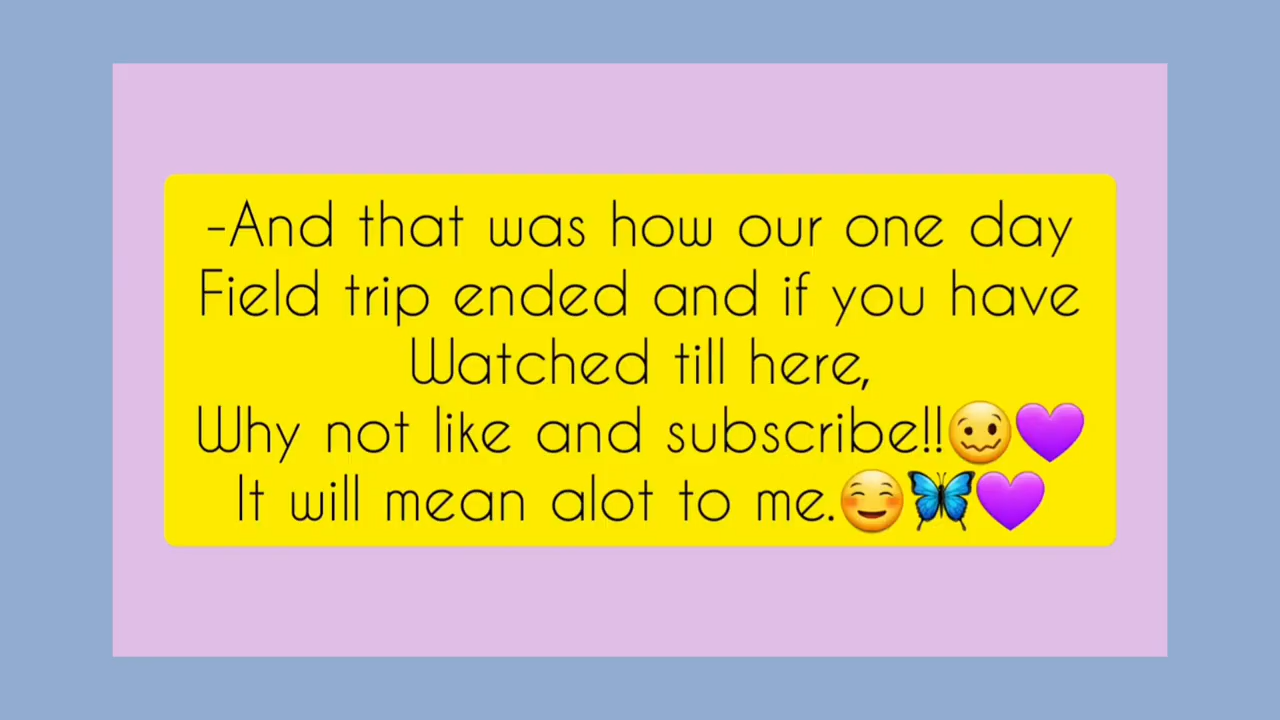 -And that was how our one day
Field trip ended and if you have
Watched till here,
Why not like and subscribe!!🥴💜
It will mean alot to me.☺️🦋💜